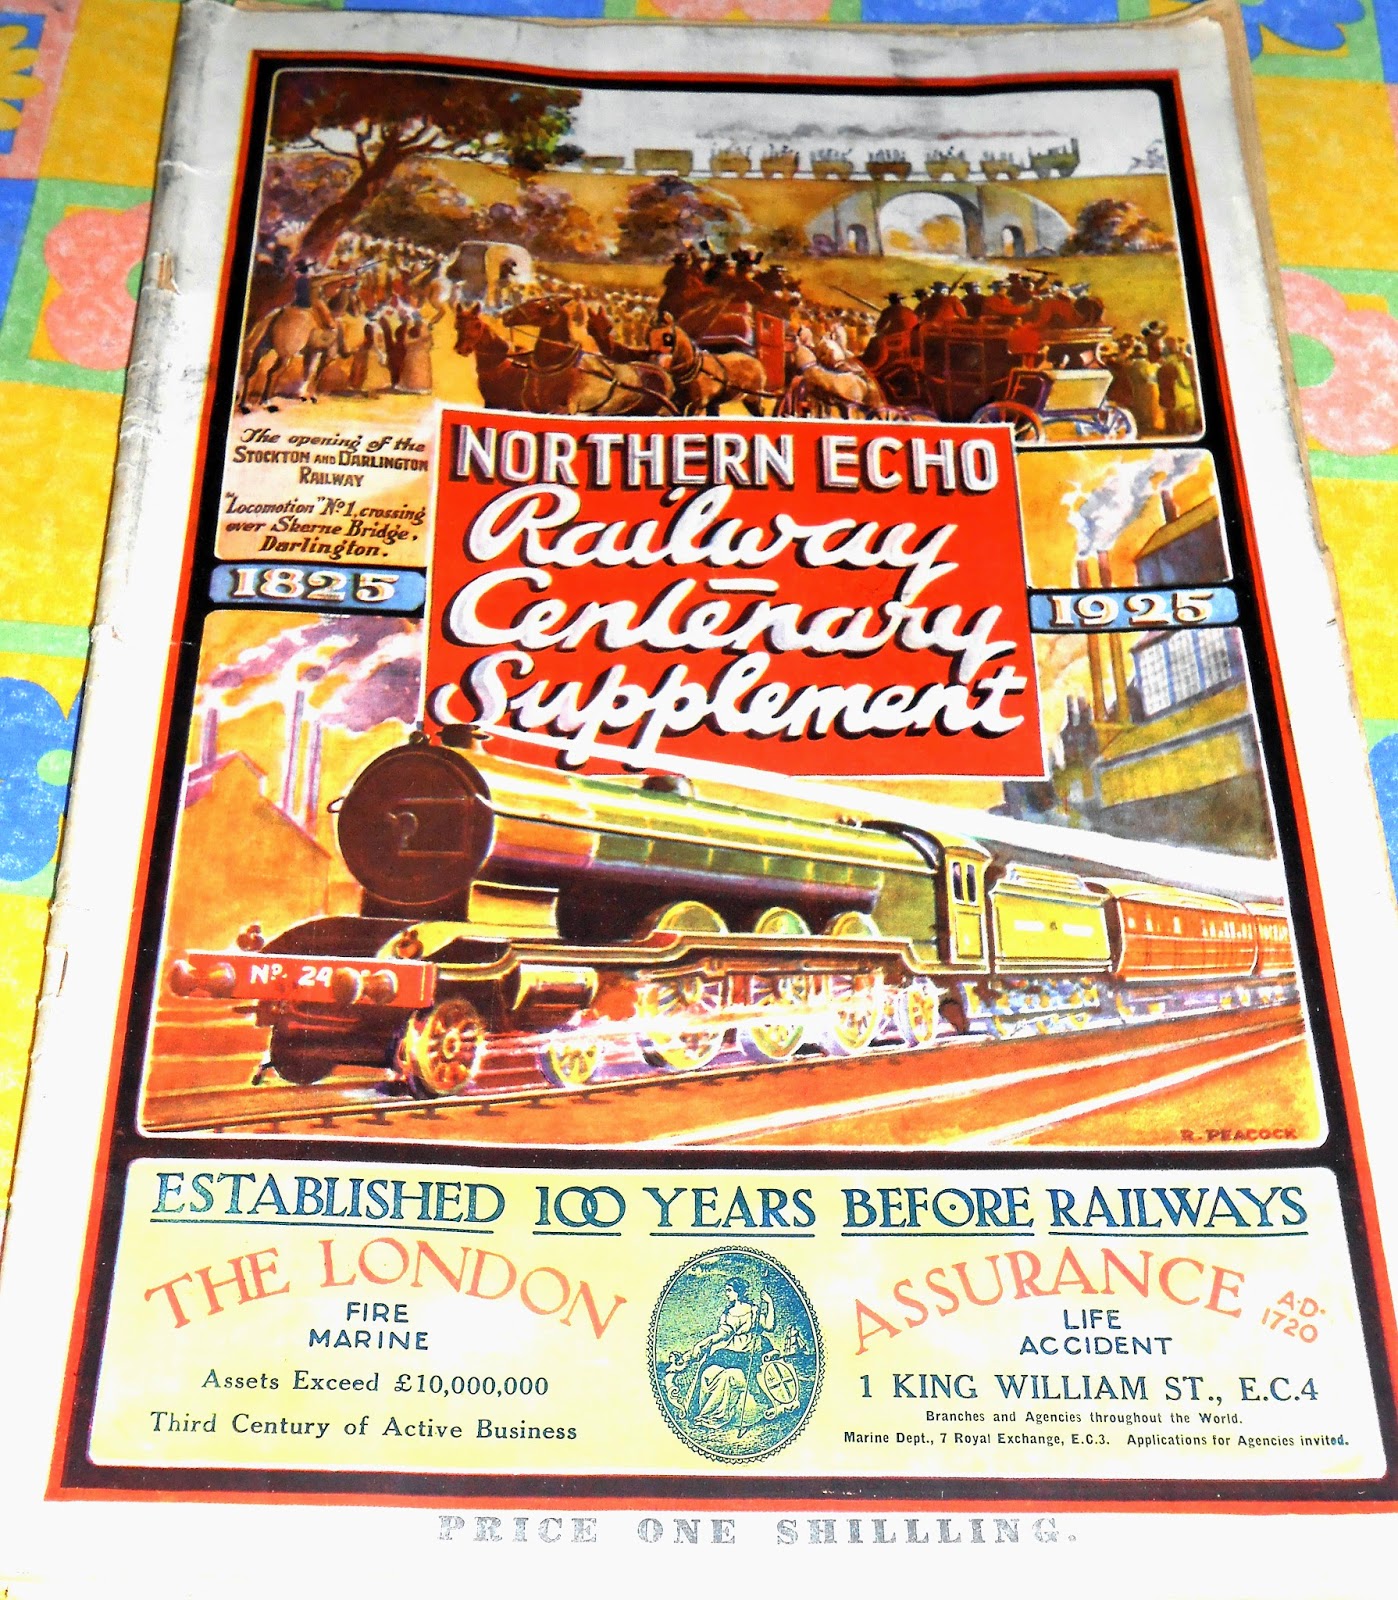 The opening of the
STOCKTON AND DARLINGTON
RAILWAY
"Locomotion" No 1, crossing
over Skerne Bridge,
Darlington.
NORTHERN ECHO
Railway
Centenary
Supplement
1825
1925
No. 24
R. PEACOCK
ESTABLISHED 100 YEARS BEFORE RAILWAYS
THE LONDON ASSURANCE
A.D.
1720
FIRE
MARINE
LIFE
ACCIDENT
Assets Exceed £10,000,000
Third Century of Active Business
1 KING WILLIAM ST., E.C.4
Branches and Agencies throughout the World.
Marine Dept., 7 Royal Exchange, E.C.3. Applications for Agencies invited.
PRICE ONE SHILLLING.